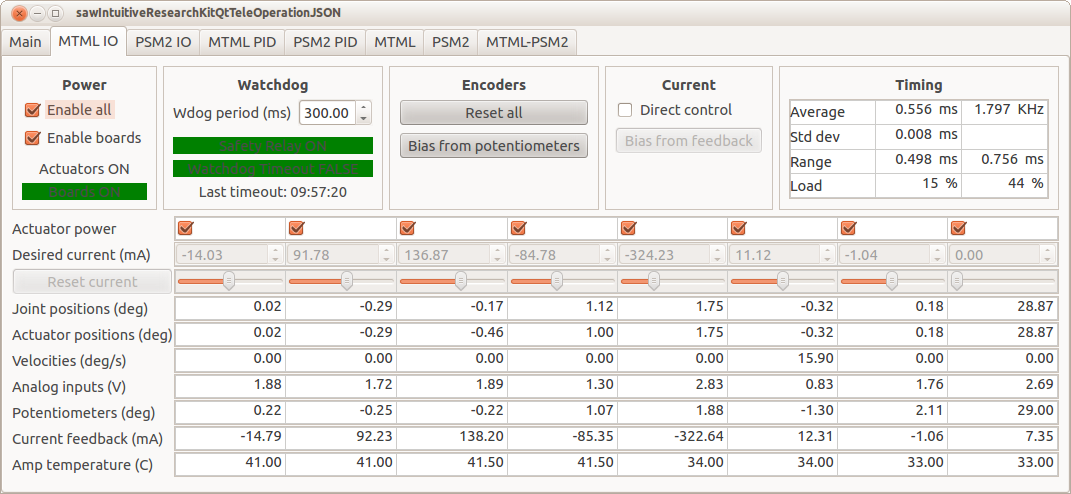 sawIntuitiveResearchKitQtTeleOperationJSON
Main MTML IO PSM2 IO MTML PID PSM2 PID MTML PSM2 MTML-PSM2
Power Watchdog Encoders Current Timing
Enable all Wdog period (ms) 300.00 Reset all Direct control Average 0.556 ms 1.797 KHz
Enable boards Safety Relay ON Bias from potentiometers Bias from feedback Std dev 0.008 ms
Actuators ON Watchdog Timeout FALSE Range 0.498 ms 0.756 ms
Boards ON Last timeout: 09:57:20 Load 15 % 44 %
Actuator power
Desired current (mA) -14.03 91.78 136.87 -84.78 -324.23 11.12 -1.04 0.00
Reset current
Joint positions (deg) 0.02 -0.29 -0.17 1.12 1.75 -0.32 0.18 28.87
Actuator positions (deg) 0.02 -0.29 -0.46 1.00 1.75 -0.32 0.18 28.87
Velocities (deg/s) 0.00 0.00 0.00 0.00 0.00 15.90 0.00 0.00
Analog inputs (V) 1.88 1.72 1.89 1.30 2.83 0.83 1.76 2.69
Potentiometers (deg) 0.22 -0.25 -0.22 1.07 1.88 -1.30 2.11 29.00
Current feedback (mA) -14.79 92.23 138.20 -85.35 -322.64 12.31 -1.06 7.35
Amp temperature (C) 41.00 41.00 41.50 41.50 34.00 34.00 33.00 33.00